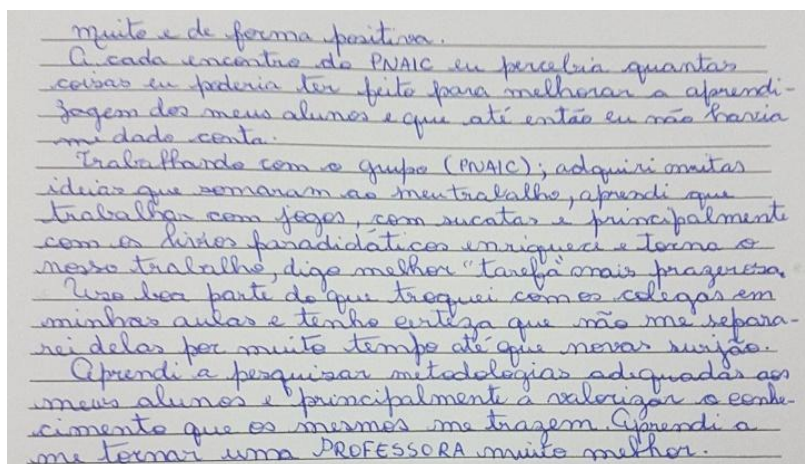 muito e de forma positiva.
A cada encontro do PNAIC eu percebia quantas
coisas eu poderia ter feito para melhorar a aprendi-
zagem dos meus alunos e que até então eu não havia
me dado conta.
Trabalhando com o grupo (PNAIC); adquiri muitas
ideias que somaram ao meu trabalho, aprendi que
trabalhar com jogos, com sucatas e principalmente
com os livros paradidáticos enriqueci e torna o
nosso trabalho, digo melhor "tarefa" mais prazerosa.
Uso boa parte do que troquei com os colegas em
minhas aulas e tenho certeza que não me separa-
rei delas por muito tempo até que novas surjão.
Aprendi a pesquisar metodologias adequadas aos
meus alunos e principalmente a valorizar o conhe-
cimento que os mesmos me trazem. Aprendi a
me tornar uma PROFESSORA muito melhor.